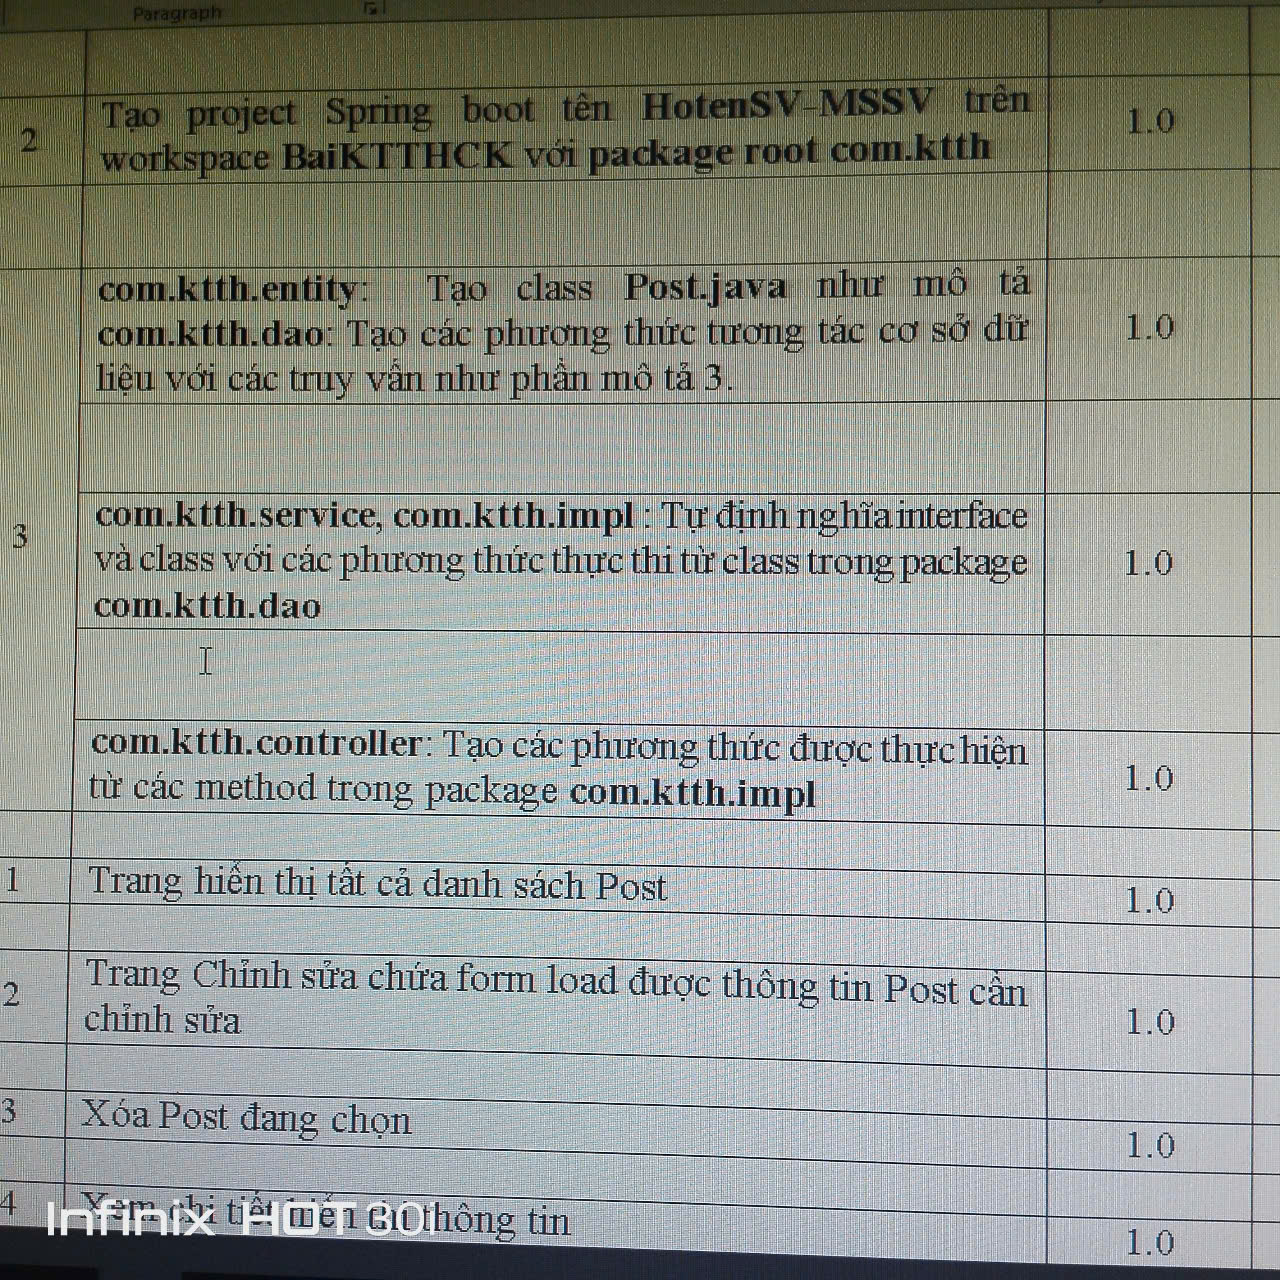 Paragraph
2
Tạo project Spring boot tên HotenSV-MSSV trên
workspace BaiKTTHCK với package root com.ktth
1.0
3
com.ktth.entity: Tạo class Post.java như mô tả
com.ktth.dao: Tạo các phương thức tương tác cơ sở dữ
liệu với các truy vấn như phần mô tả 3.
1.0
com.ktth.service, com.ktth.impl : Tự định nghĩa interface
và class với các phương thức thực thi từ class trong package
com.ktth.dao
1.0
com.ktth.controller: Tạo các phương thức được thực hiện
từ các method trong package com.ktth.impl
1.0
1
Trang hiển thị tất cả danh sách Post
1.0
2
Trang Chỉnh sửa chứa form load được thông tin Post cần
chỉnh sửa
1.0
3
Xóa Post đang chọn
1.0
4
Xem chi tiết thông tin
1.0
Infinix HOT 30i